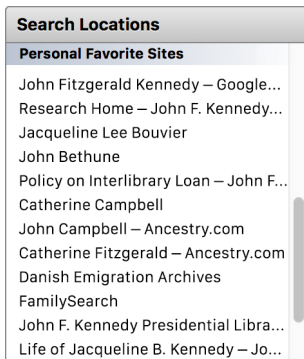 Search Locations
Personal Favorite Sites
John Fitzgerald Kennedy – Google...
Research Home – John F. Kennedy...
Jacqueline Lee Bouvier
John Bethune
Policy on Interlibrary Loan – John F...
Catherine Campbell
John Campbell – Ancestry.com
Catherine Fitzgerald – Ancestry.com
Danish Emigration Archives
FamilySearch
John F. Kennedy Presidential Libra...
Life of Jacqueline B. Kennedy – Jo...